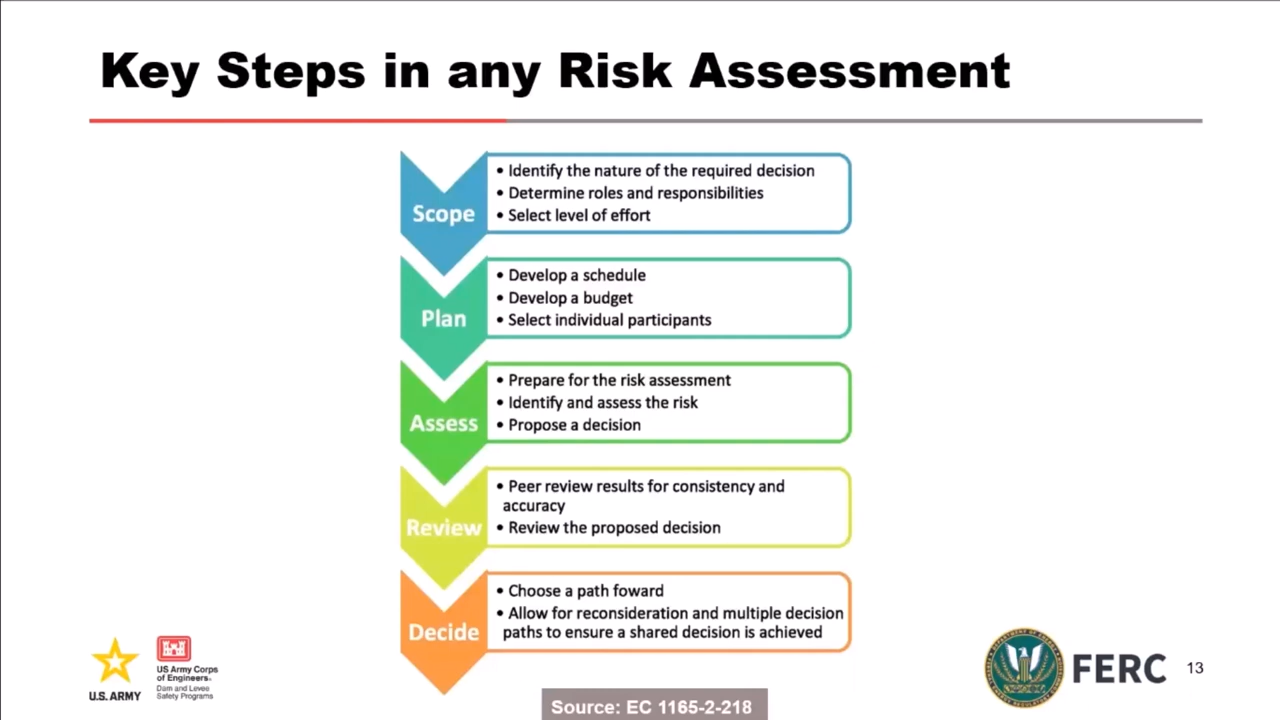 Key Steps in any Risk Assessment
Scope
• Identify the nature of the required decision
• Determine roles and responsibilities
• Select level of effort
Plan
• Develop a schedule
• Develop a budget
• Select individual participants
Assess
• Prepare for the risk assessment
• Identify and assess the risk
• Propose a decision
Review
• Peer review results for consistency and
accuracy
• Review the proposed decision
Decide
• Choose a path foward
• Allow for reconsideration and multiple decision
paths to ensure a shared decision is achieved
U.S. ARMY
US Army Corps
of Engineers®
Dam and Levee
Safety Programs
FERC
13
Source: EC 1165-2-218